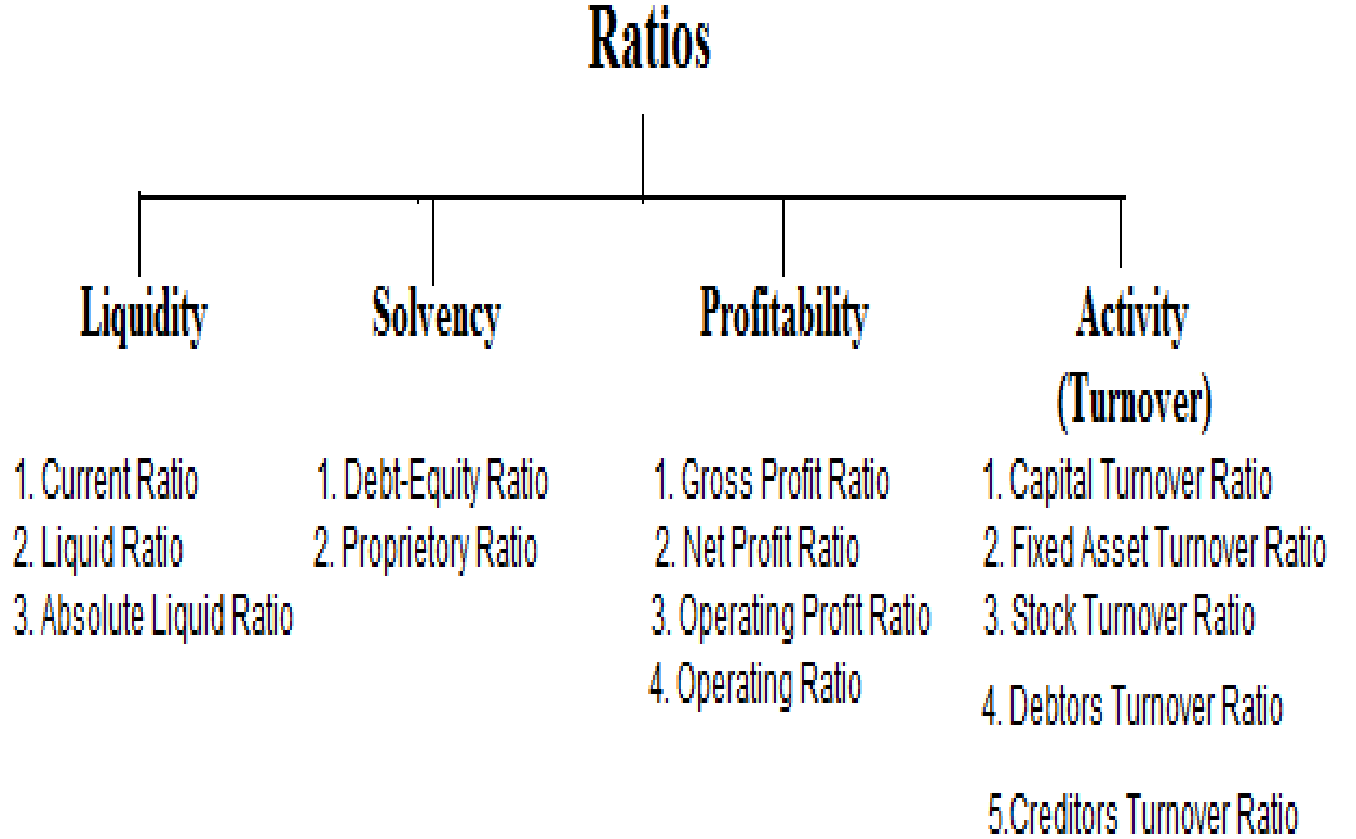 Ratios
Liquidity
Solvency
Profitability
Activity
(Turnover)
1. Current Ratio
2. Liquid Ratio
3. Absolute Liquid Ratio
1. Debt-Equity Ratio
2. Proprietory Ratio
1. Gross Profit Ratio
2. Net Profit Ratio
3. Operating Profit Ratio
4. Operating Ratio
1. Capital Turnover Ratio
2. Fixed Asset Turnover Ratio
3. Stock Turnover Ratio
4. Debtors Turnover Ratio
5.Creditors Turnover Ratio